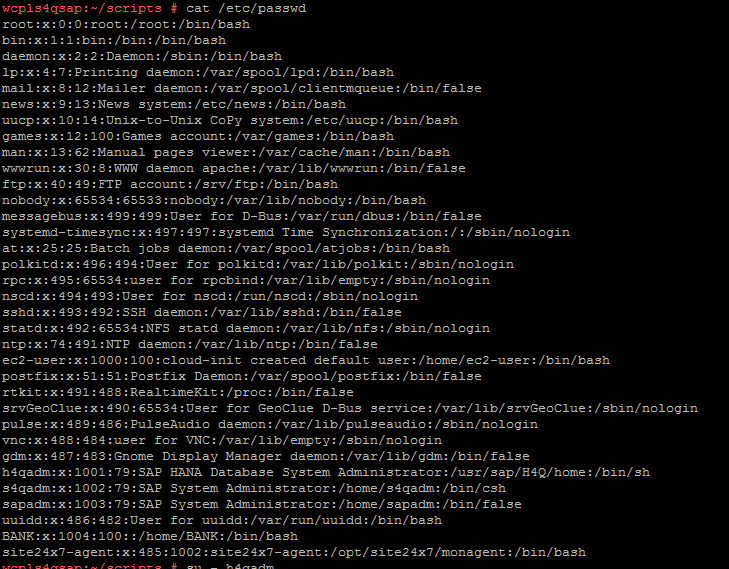 wcpls4qsap:~/scripts # cat /etc/passwd
root:x:0:0:root:/root:/bin/bash
bin:x:1:1:bin:/bin:/bin/bash
daemon:x:2:2:Daemon:/sbin:/bin/bash
lp:x:4:7:Printing daemon:/var/spool/lpd:/bin/bash
mail:x:8:12:Mailer daemon:/var/spool/clientmqueue:/bin/false
news:x:9:13:News system:/etc/news:/bin/bash
uucp:x:10:14:Unix-to-Unix CoPy system:/etc/uucp:/bin/bash
games:x:12:100:Games account:/var/games:/bin/bash
man:x:13:62:Manual pages viewer:/var/cache/man:/bin/bash
wwwrun:x:30:8:WWW daemon apache:/var/lib/wwwrun:/bin/false
ftp:x:40:49:FTP account:/srv/ftp:/bin/bash
nobody:x:65534:65533:nobody:/var/lib/nobody:/bin/bash
messagebus:x:499:499:User for D-Bus:/var/run/dbus:/bin/false
systemd-timesync:x:497:497:systemd Time Synchronization:/:/sbin/nologin
at:x:25:25:Batch jobs daemon:/var/spool/atjobs:/bin/bash
polkitd:x:496:494:User for polkitd:/var/lib/polkit:/sbin/nologin
rpc:x:495:65534:user for rpcbind:/var/lib/empty:/sbin/nologin
nscd:x:494:493:User for nscd:/run/nscd:/sbin/nologin
sshd:x:493:492:SSH daemon:/var/lib/sshd:/bin/false
statd:x:492:65534:NFS statd daemon:/var/lib/nfs:/sbin/nologin
ntp:x:74:491:NTP daemon:/var/lib/ntp:/bin/false
ec2-user:x:1000:100:cloud-init created default user:/home/ec2-user:/bin/bash
postfix:x:51:51:Postfix Daemon:/var/spool/postfix:/bin/false
rtkit:x:491:488:RealtimeKit:/proc:/bin/false
srvGeoClue:x:490:65534:User for GeoClue D-Bus service:/var/lib/srvGeoClue:/sbin/nologin
pulse:x:489:486:PulseAudio daemon:/var/lib/pulseaudio:/sbin/nologin
vnc:x:488:484:user for VNC:/var/lib/empty:/sbin/nologin
gdm:x:487:483:Gnome Display Manager daemon:/var/lib/gdm:/bin/false
h4qadm:x:1001:79:SAP HANA Database System Administrator:/usr/sap/H4Q/home:/bin/sh
s4qadm:x:1002:79:SAP System Administrator:/home/s4qadm:/bin/csh
sapadm:x:1003:79:SAP System Administrator:/home/sapadm:/bin/false
uuidd:x:486:482:User for uuidd:/var/run/uuidd:/bin/bash
BANK:x:1004:100::/home/BANK:/bin/bash
site24x7-agent:x:485:1002:site24x7-agent:/opt/site24x7/monagent:/bin/bash
wcpls4qsap:~/scripts # su - h4qadm